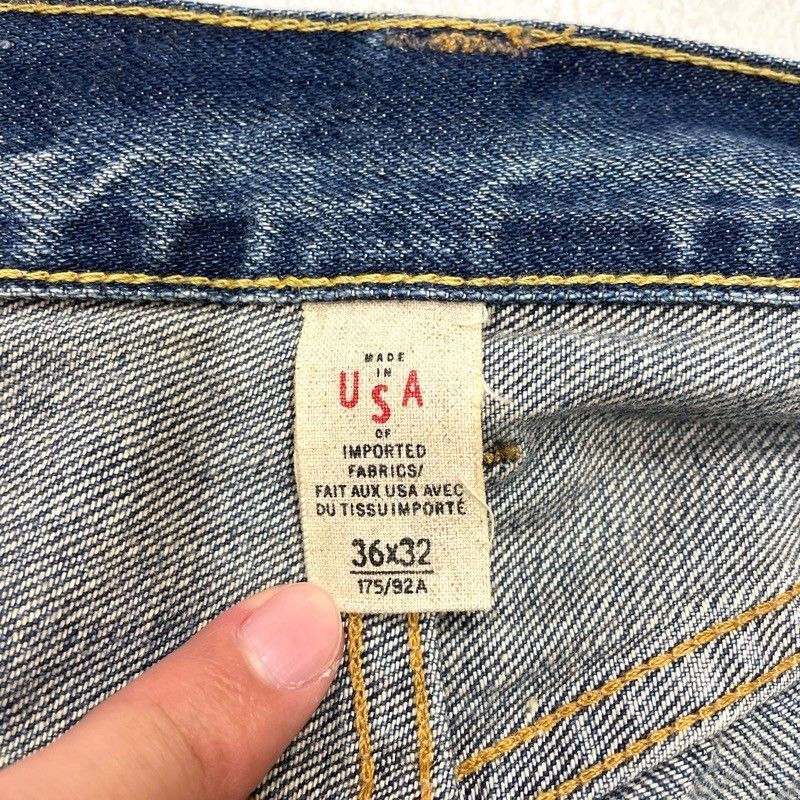 MADE
IN
USA
OF
IMPORTED
FABRICS/
FAIT AUX USA AVEC
DU TISSU IMPORTÉ
36x32
175/92A